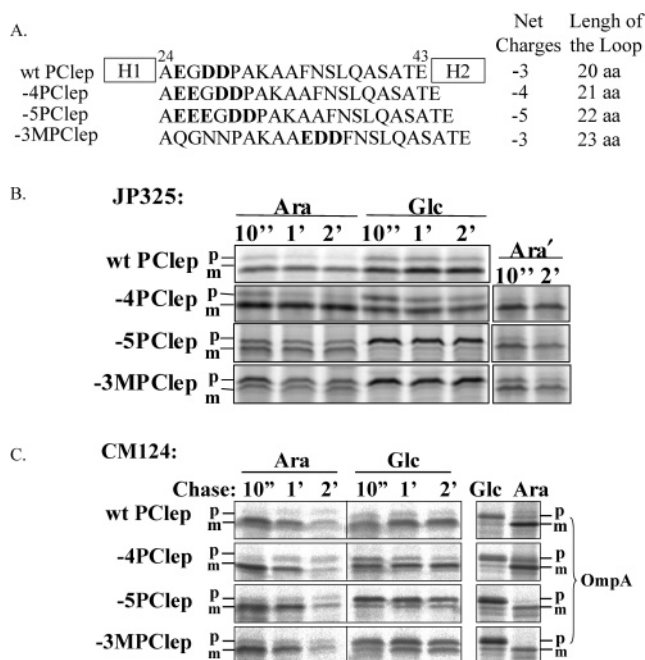 A.
Net Charges
Lengh of the Loop
24 43
wt PClep H1 AEGDDPAKAAFNSLQASATE H2 -3 20 aa
-4PClep AEEGDDPAKAAFNSLQASATE -4 21 aa
-5PClep AEEEGDDPAKAAFNSLQASATE -5 22 aa
-3MPClep AQGNNPAKAAEDDFNSLQASATE -3 23 aa
B. JP325:
Ara Glc
10'' 1' 2' 10'' 1' 2' Ara′
10'' 2'
wt PClep p
m
-4PClep p
m
-5PClep p
m
-3MPClep p
m
C. CM124:
Ara Glc
Chase: 10'' 1' 2' 10'' 1' 2' Glc Ara
wt PClep p p
m m
-4PClep p p
m m
OmpA
-5PClep p p
m m
-3MPClep p p
m m